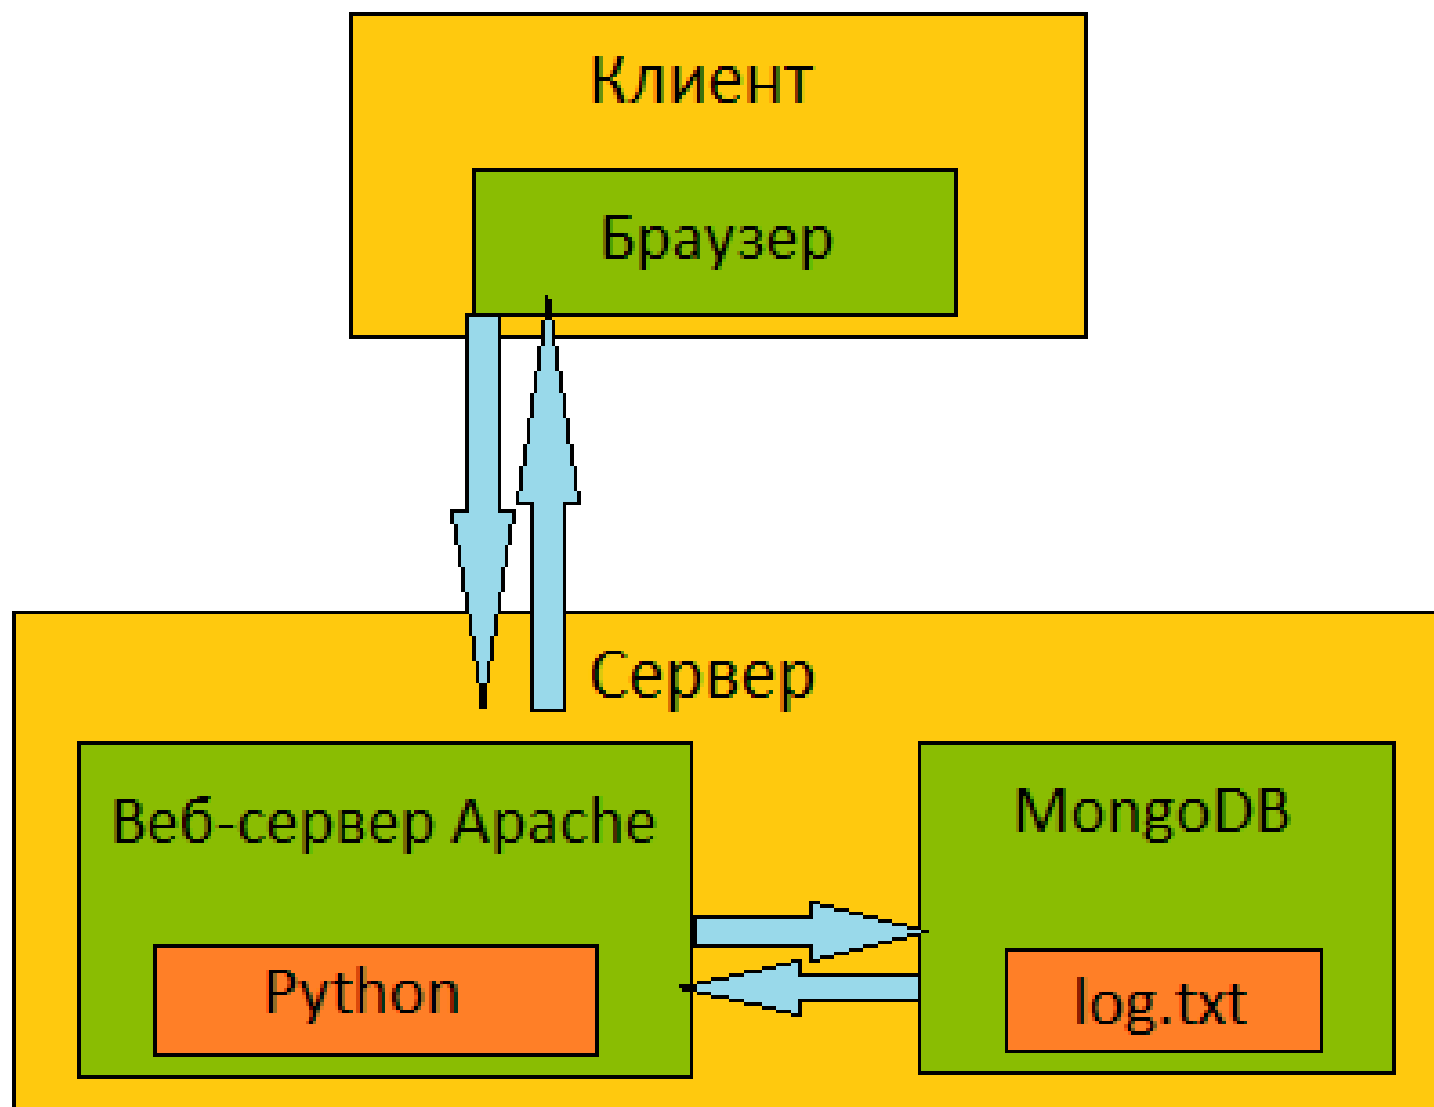 Клиент
Браузер
Сервер
Веб-сервер Apache
MongoDB
Python
log.txt